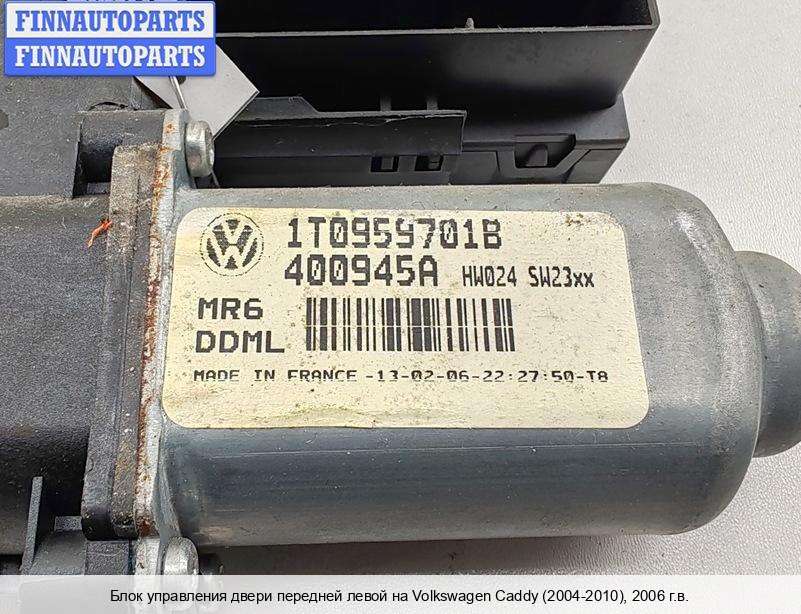 FINNAUTOPARTS
FINNAUTOPARTS
1T0959701B
400945A HW024 SW23xx
MR6
DDML
MADE IN FRANCE -13-02-06-22:27:50-T8
Блок управления двери передней левой на Volkswagen Caddy (2004-2010), 2006 г.в.